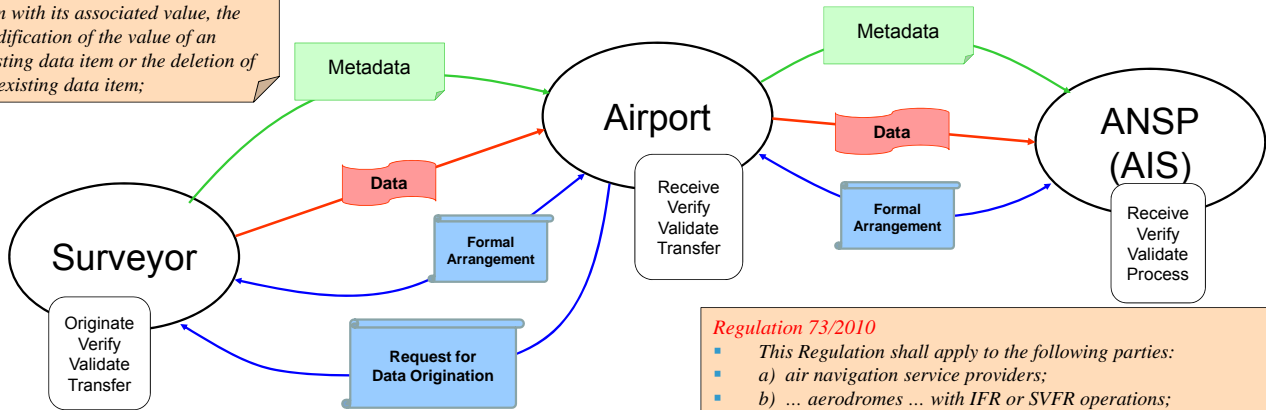 n with its associated value, the
dification of the value of an
sting data item or the deletion of
existing data item;
Metadata
Metadata
Airport
Data
ANSP
(AIS)
Data
Receive
Verify
Validate
Transfer
Formal
Arrangement
Receive
Verify
Validate
Process
Surveyor
Formal
Arrangement
Originate
Verify
Validate
Transfer
Request for
Data Origination
Regulation 73/2010
▪ This Regulation shall apply to the following parties:
▪ a) air navigation service providers;
▪ b) ... aerodromes ... with IFR or SVFR operations;